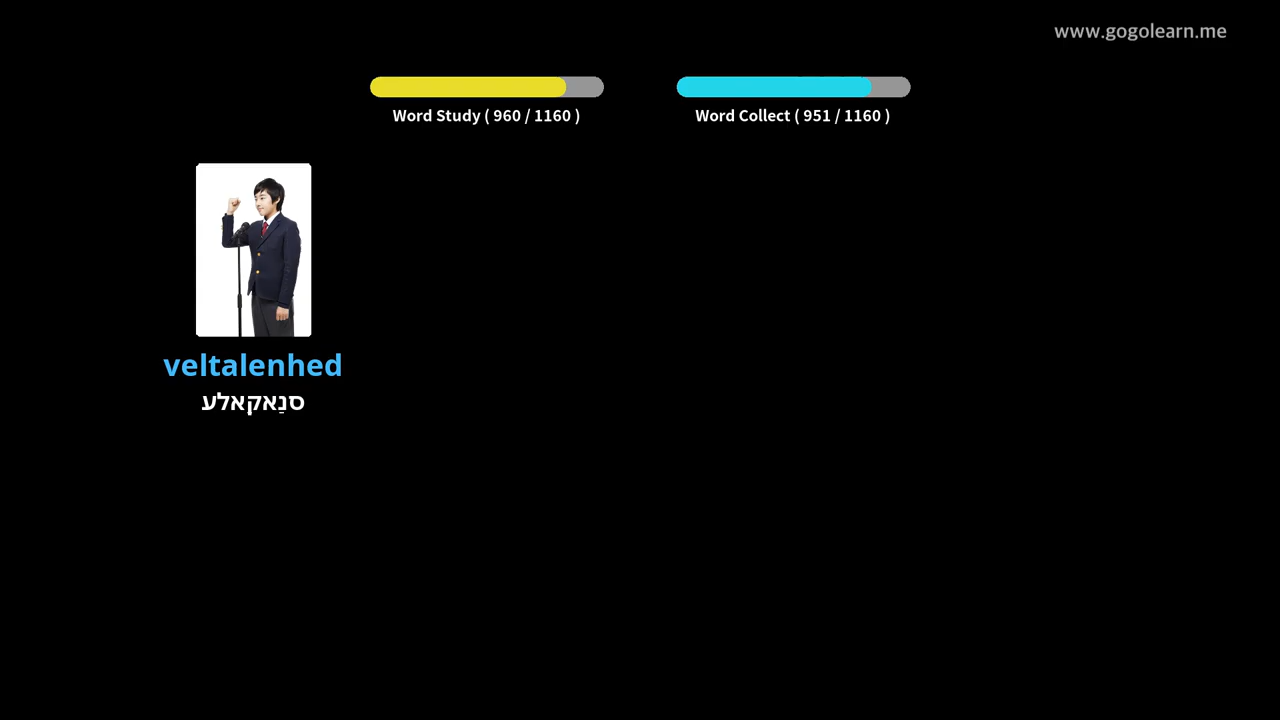 www.gogolearn.me
Word Study ( 960 / 1160 )
Word Collect ( 951 / 1160 )
veltalenhed
סנַאקאלע